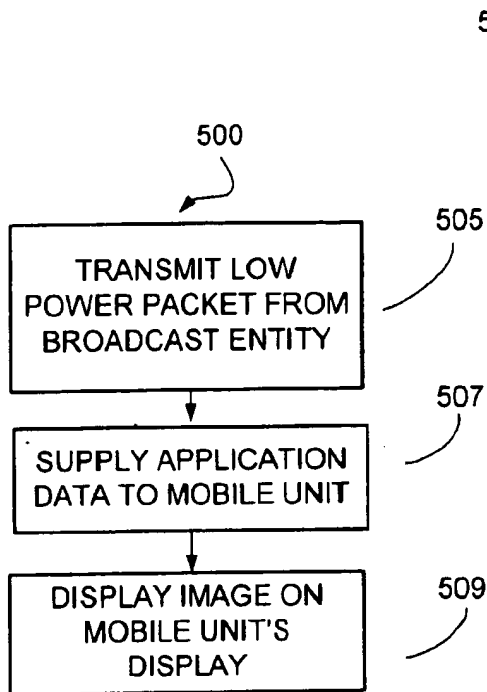 5
500
505
TRANSMIT LOW
POWER PACKET FROM
BROADCAST ENTITY
507
SUPPLY APPLICATION
DATA TO MOBILE UNIT
509
DISPLAY IMAGE ON
MOBILE UNIT'S
DISPLAY